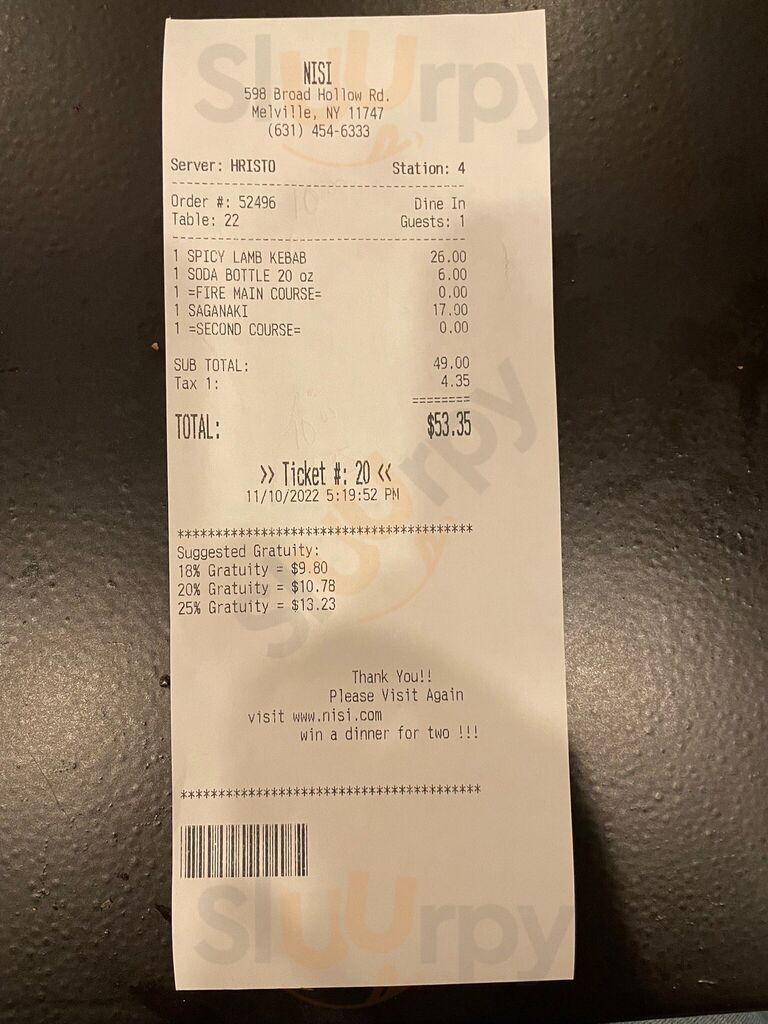 NISI
598 Broad Hollow Rd.
Melville, NY 11747
(631) 454-6333
Server: HRISTO Station: 4
Order #: 52496 Dine In
Table: 22 Guests: 1
1 SPICY LAMB KEBAB 26.00
1 SODA BOTTLE 20 oz 6.00
1 =FIRE MAIN COURSE= 0.00
1 SAGANAKI 17.00
1 =SECOND COURSE= 0.00
SUB TOTAL: 49.00
Tax 1: 4.35
========
TOTAL: $53.35
>> Ticket #: 20 <<
11/10/2022 5:19:52 PM
****************************************
Suggested Gratuity:
18% Gratuity = $9.80
20% Gratuity = $10.78
25% Gratuity = $13.23
Thank You!!
Please Visit Again
visit www.nisi.com
win a dinner for two !!!
****************************************
Sluurpy
Sluurpy
Sluurpy